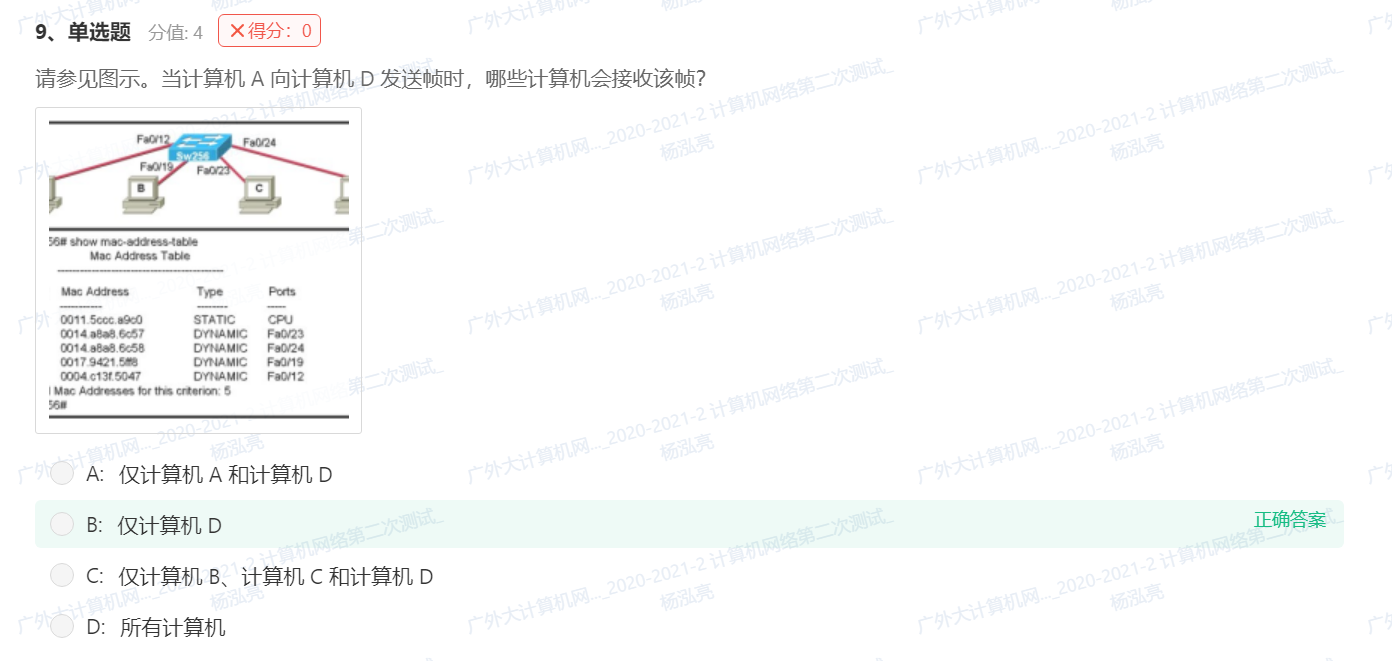 9、单选题 分值: 4 ✕得分：0
请参见图示。当计算机 A 向计算机 D 发送帧时，哪些计算机会接收该帧？
Fa0/12 Fa0/24
Sw256
Fa0/19 Fa0/23
B C
56# show mac-address-table
Mac Address Table
Mac Address Type Ports
0011.5ccc.a9c0 STATIC CPU
0014.a8a8.6c57 DYNAMIC Fa0/23
0014.a8a8.6c58 DYNAMIC Fa0/24
0017.9421.5ff8 DYNAMIC Fa0/19
0004.c13f.5047 DYNAMIC Fa0/12
Mac Addresses for this criterion: 5
56#
A: 仅计算机 A 和计算机 D
B: 仅计算机 D 正确答案
C: 仅计算机 B、计算机 C 和计算机 D
D: 所有计算机
广外大计算机网..._2020-2021-2 计算机网络第二次测试_
杨泓亮